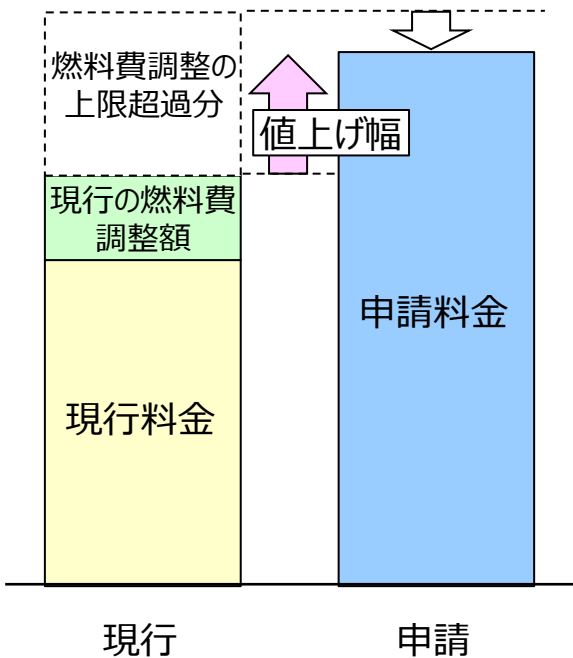 燃料費調整の
上限超過分
値上げ幅
現行の燃料費
調整額
申請料金
現行料金
現行
申請